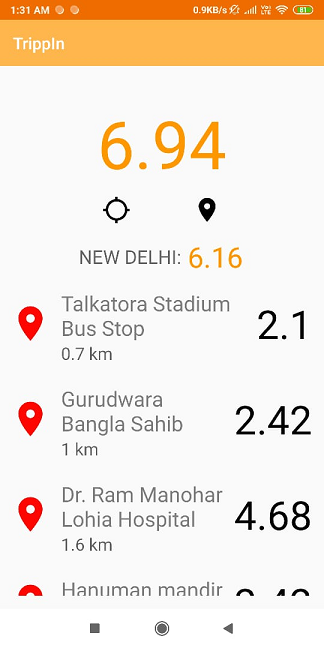 1:31 AM 0.9KB/s VoLTE 81
TrippIn
6.94
NEW DELHI: 6.16
Talkatora Stadium
Bus Stop
2.1
0.7 km
Gurudwara
Bangla Sahib
2.42
1 km
Dr. Ram Manohar
Lohia Hospital
4.68
1.6 km
Hanuman mandir